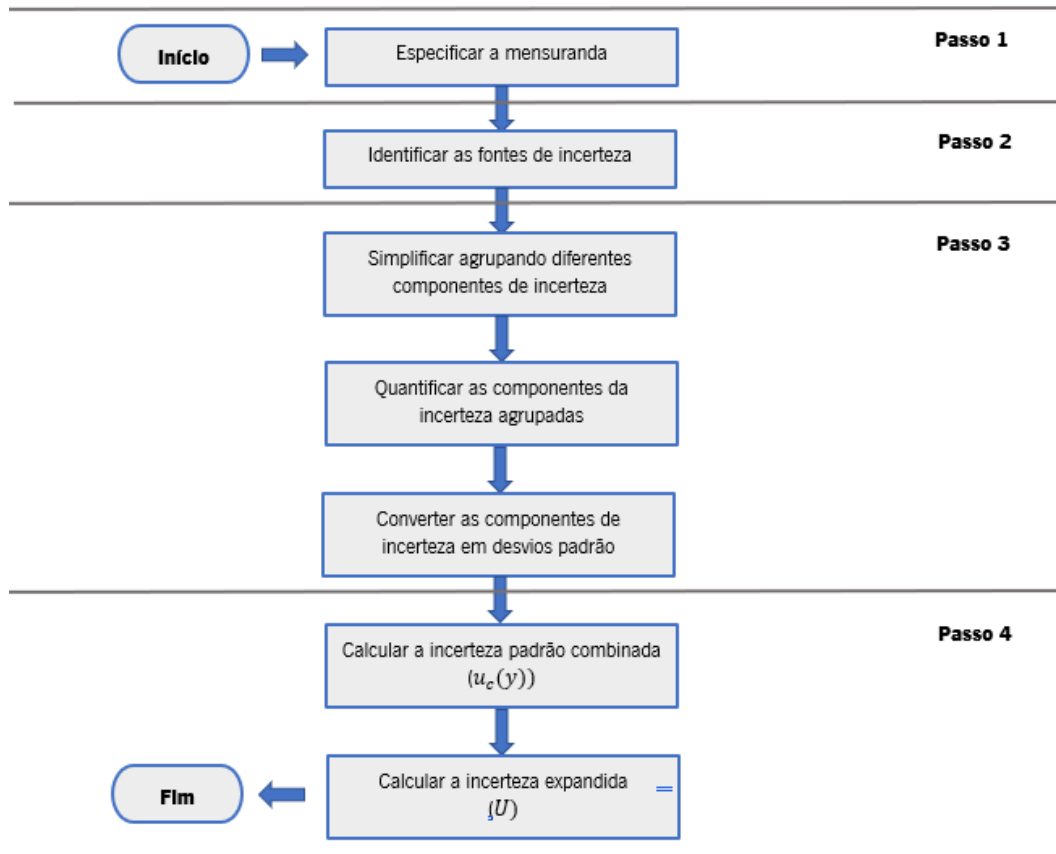 Início
Especificar a mensuranda
Passo 1
Identificar as fontes de incerteza
Passo 2
Simplificar agrupando diferentes
componentes de incerteza
Passo 3
Quantificar as componentes da
incerteza agrupadas
Converter as componentes de
incerteza em desvios padrão
Calcular a incerteza padrão combinada
(u_c(y))
Passo 4
Calcular a incerteza expandida
(U)
Fim